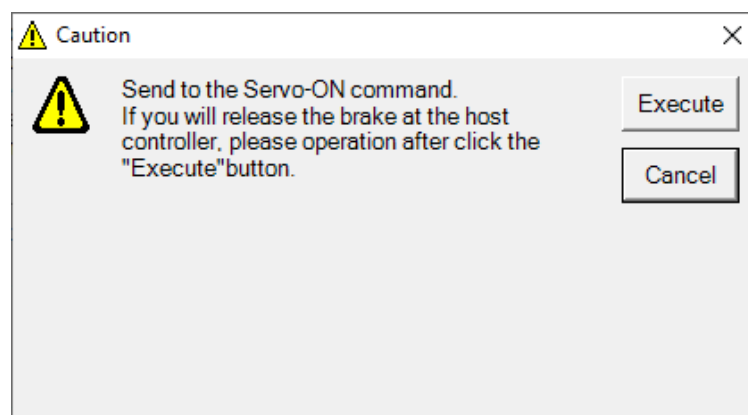 Caution
Send to the Servo-ON command.
If you will release the brake at the host
controller, please operation after click the
"Execute"button.
Execute
Cancel